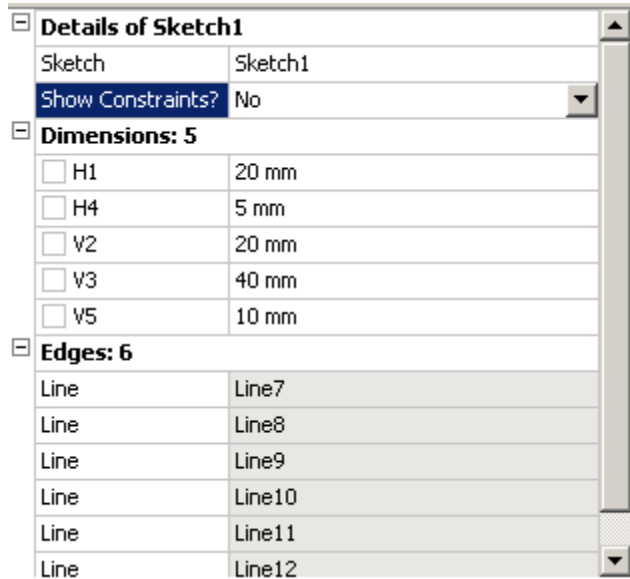 Details of Sketch1
Sketch Sketch1
Show Constraints? No
Dimensions: 5
H1 20 mm
H4 5 mm
V2 20 mm
V3 40 mm
V5 10 mm
Edges: 6
Line Line7
Line Line8
Line Line9
Line Line10
Line Line11
Line Line12